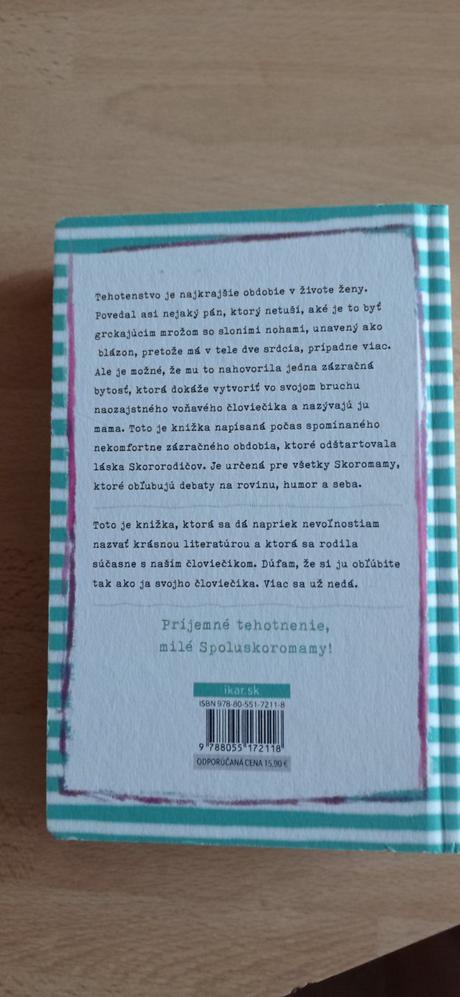 Tehotenstvo je najkrajšie obdobie v živote ženy.
Povedal asi nejaký pán, ktorý netuší, aké je to byť
grckajúcim mrožom so sloními nohami, unavený ako
blázon, pretože má v tele dve srdcia, prípadne viac.
Ale je možné, že mu to nahovorila jedna zázračná
bytosť, ktorá dokáže vytvoriť vo svojom bruchu
naozajstného voňavého človiečika a nazývajú ju
mama. Toto je knižka napísaná počas spomínaného
nekomfortne zázračného obdobia, ktoré odštartovala
láska Skororodičov. Je určená pre všetky Skoromamy,
ktoré obľubujú debaty na rovinu, humor a seba.
Toto je knižka, ktorá sa dá napriek nevoľnostiam
nazvať krásnou literatúrou a ktorá sa rodila
súčasne s naším človiečikom. Dúfam, že si ju obľúbite
tak ako ja svojho človiečika. Viac sa už nedá.
Príjemné tehotnenie,
milé Spoluskoromamy!
ikar.sk
ISBN 978-80-551-7211-8
9 788055 172118
ODPORÚČANÁ CENA 15,90 €